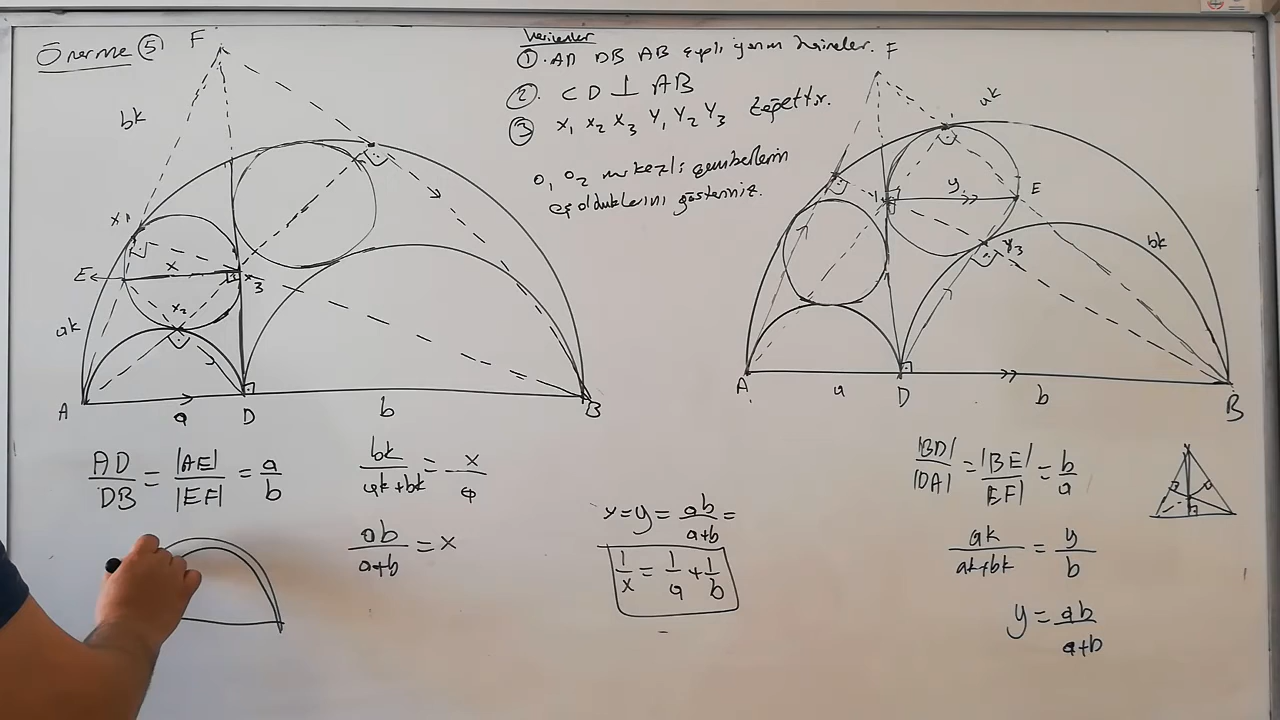 Önerme 5
Verilenler
① AD DB AB çaplı yarım daireler.
② CD ⊥ AB
③ X₁ X₂ X₃ Y₁ Y₂ Y₃ teğettir.
O₁ O₂ merkezli çemberlerin
eş olduklarını gösteriniz.
F
bk
X₁
E
x
X₂
3
ak
A
a
D
b
B
F
ak
y
E
Y₃
bk
A
a
D
b
B
AD/DB = |AE|/|EF| = a/b
bk/(ak+bk) = x/a
ab/(a+b) = x
x=y= ab/(a+b) =
1/x = 1/a + 1/b
|BD|/|DA| = |BE|/|EF| = b/a
ak/(ak+bk) = y/b
y = ab/(a+b)